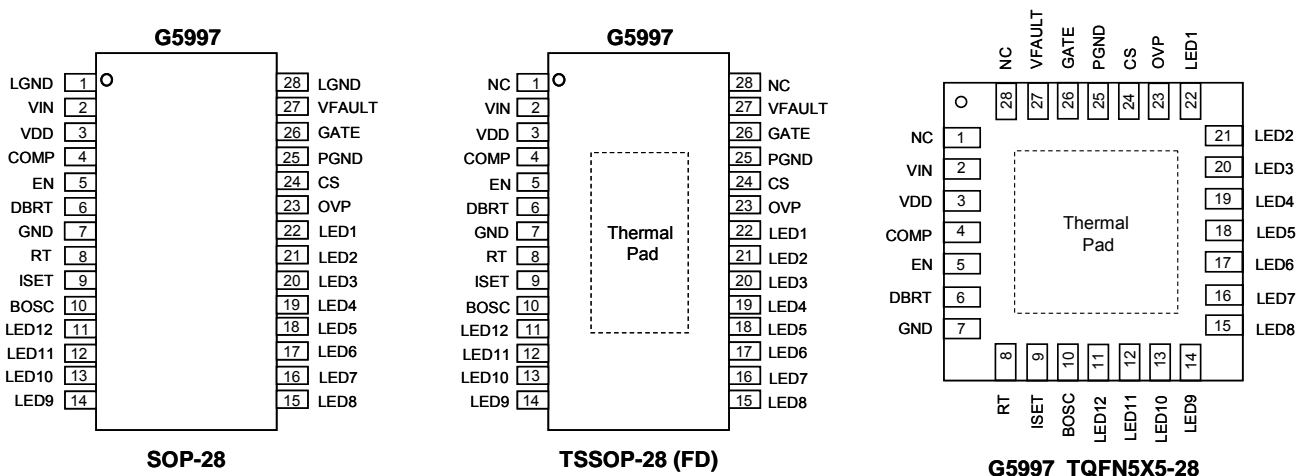 G5997
LGND 1 28 LGND
VIN 2 27 VFAULT
VDD 3 26 GATE
COMP 4 25 PGND
EN 5 24 CS
DBRT 6 23 OVP
GND 7 22 LED1
RT 8 21 LED2
ISET 9 20 LED3
BOSC 10 19 LED4
LED12 11 18 LED5
LED11 12 17 LED6
LED10 13 16 LED7
LED9 14 15 LED8
SOP-28
G5997
NC 1 28 NC
VIN 2 27 VFAULT
VDD 3 26 GATE
COMP 4 25 PGND
EN 5 24 CS
DBRT 6 23 OVP
GND 7 22 LED1
RT 8 21 LED2
ISET 9 20 LED3
BOSC 10 19 LED4
LED12 11 18 LED5
LED11 12 17 LED6
LED10 13 16 LED7
LED9 14 15 LED8
Thermal
Pad
TSSOP-28 (FD)
NC VFAULT GATE PGND CS OVP LED1
28 27 26 25 24 23 22
NC 1 21 LED2
VIN 2 20 LED3
VDD 3 19 LED4
COMP 4 18 LED5
EN 5 17 LED6
DBRT 6 16 LED7
GND 7 15 LED8
Thermal
Pad
8 9 10 11 12 13 14
RT ISET BOSC LED12 LED11 LED10 LED9
G5997 TQFN5X5-28